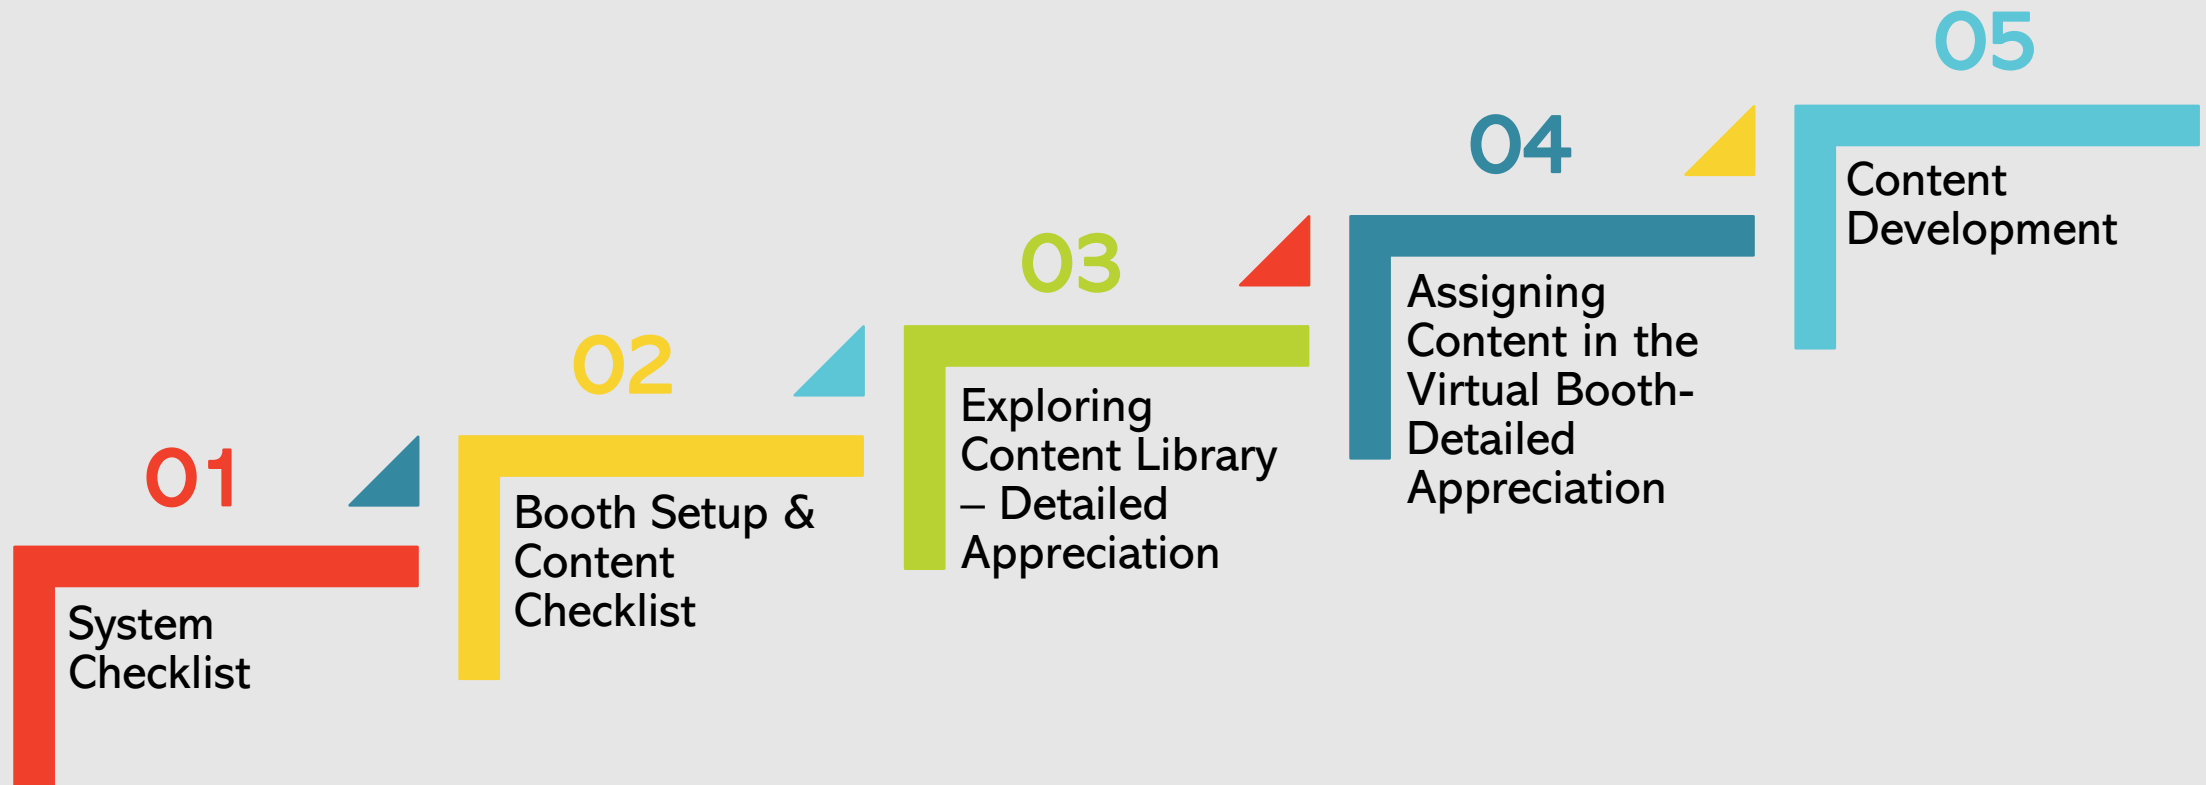 01
System
Checklist
02
Booth Setup &
Content
Checklist
03
Exploring
Content Library
– Detailed
Appreciation
04
Assigning
Content in the
Virtual Booth-
Detailed
Appreciation
05
Content
Development